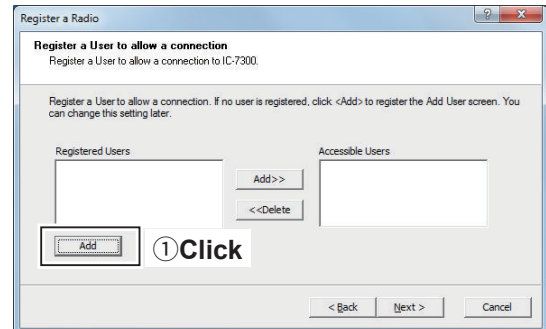 Register a Radio
Register a User to allow a connection
Register a User to allow a connection to IC-7300.
Register a User to allow a connection. If no user is registered, click <Add> to register the Add User screen. You
can change this setting later.
Registered Users
Accessible Users
Add>>
<<Delete
Add
①Click
< Back
Next >
Cancel